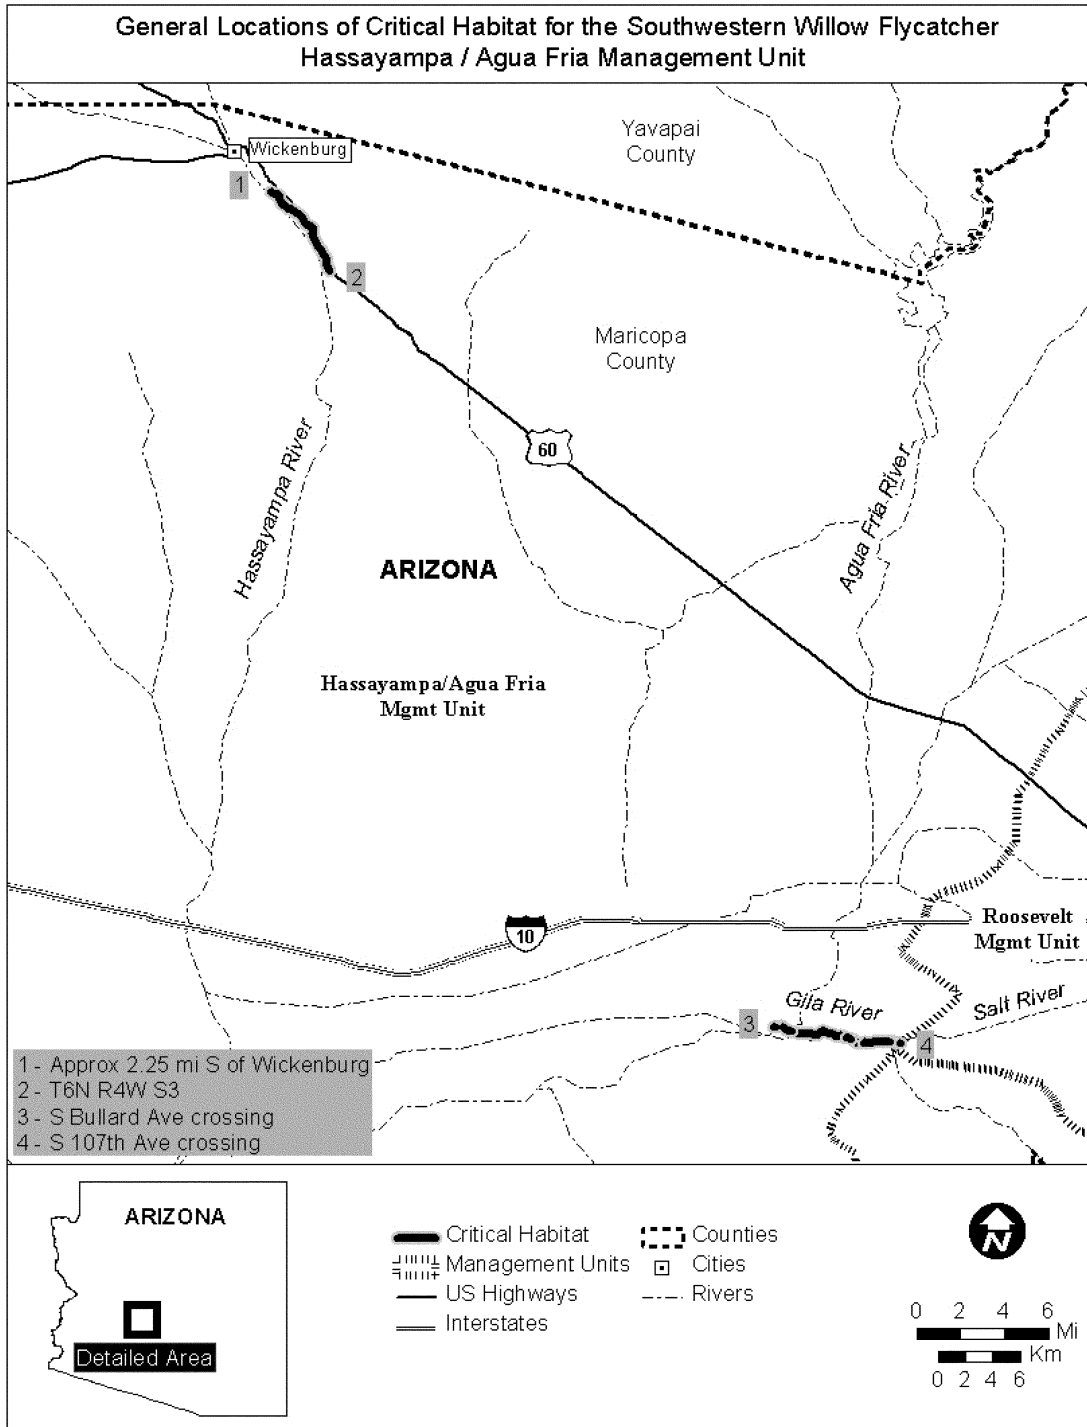 General Locations of Critical Habitat for the Southwestern Willow Flycatcher
Hassayampa / Agua Fria Management Unit
Yavapai
County
Wickenburg
1
2
Maricopa
County
60
Hassayampa River
Agua Fria River
ARIZONA
Hassayampa/Agua Fria
Mgmt Unit
Roosevelt
Mgmt Unit
10
Gila River
Salt River
3
4
1 - Approx 2.25 mi S of Wickenburg
2 - T6N R4W S3
3 - S Bullard Ave crossing
4 - S 107th Ave crossing
ARIZONA
Detailed Area
Critical Habitat
Management Units
US Highways
Interstates
Counties
Cities
Rivers
N
0 2 4 6
Mi
Km
0 2 4 6